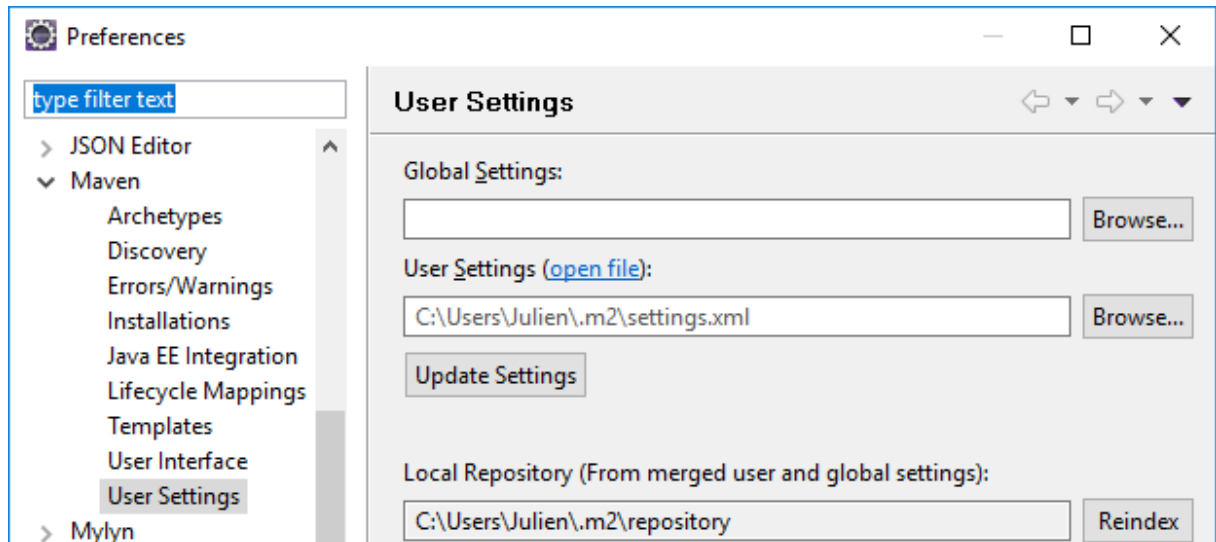 Preferences
type filter text
JSON Editor
Maven
Archetypes
Discovery
Errors/Warnings
Installations
Java EE Integration
Lifecycle Mappings
Templates
User Interface
User Settings
Mylyn
User Settings
Global Settings:
Browse...
User Settings (open file):
C:\Users\Julien\.m2\settings.xml Browse...
Update Settings
Local Repository (From merged user and global settings):
C:\Users\Julien\.m2\repository Reindex